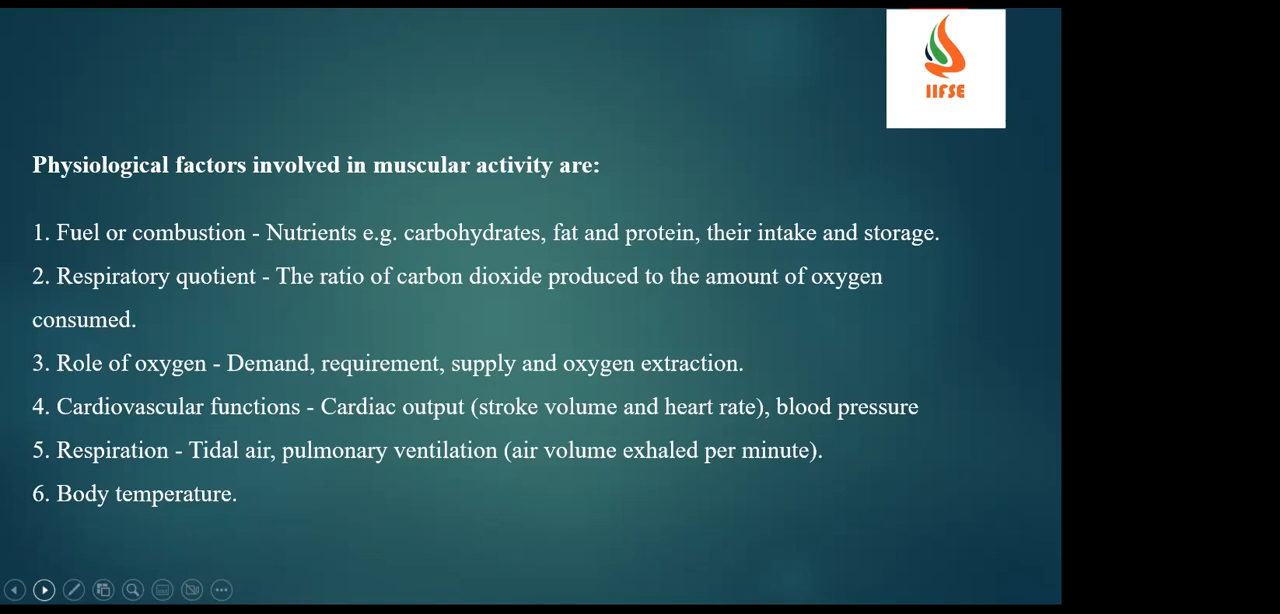 IIFSE
Physiological factors involved in muscular activity are:
1. Fuel or combustion - Nutrients e.g. carbohydrates, fat and protein, their intake and storage.
2. Respiratory quotient - The ratio of carbon dioxide produced to the amount of oxygen
consumed.
3. Role of oxygen - Demand, requirement, supply and oxygen extraction.
4. Cardiovascular functions - Cardiac output (stroke volume and heart rate), blood pressure
5. Respiration - Tidal air, pulmonary ventilation (air volume exhaled per minute).
6. Body temperature.